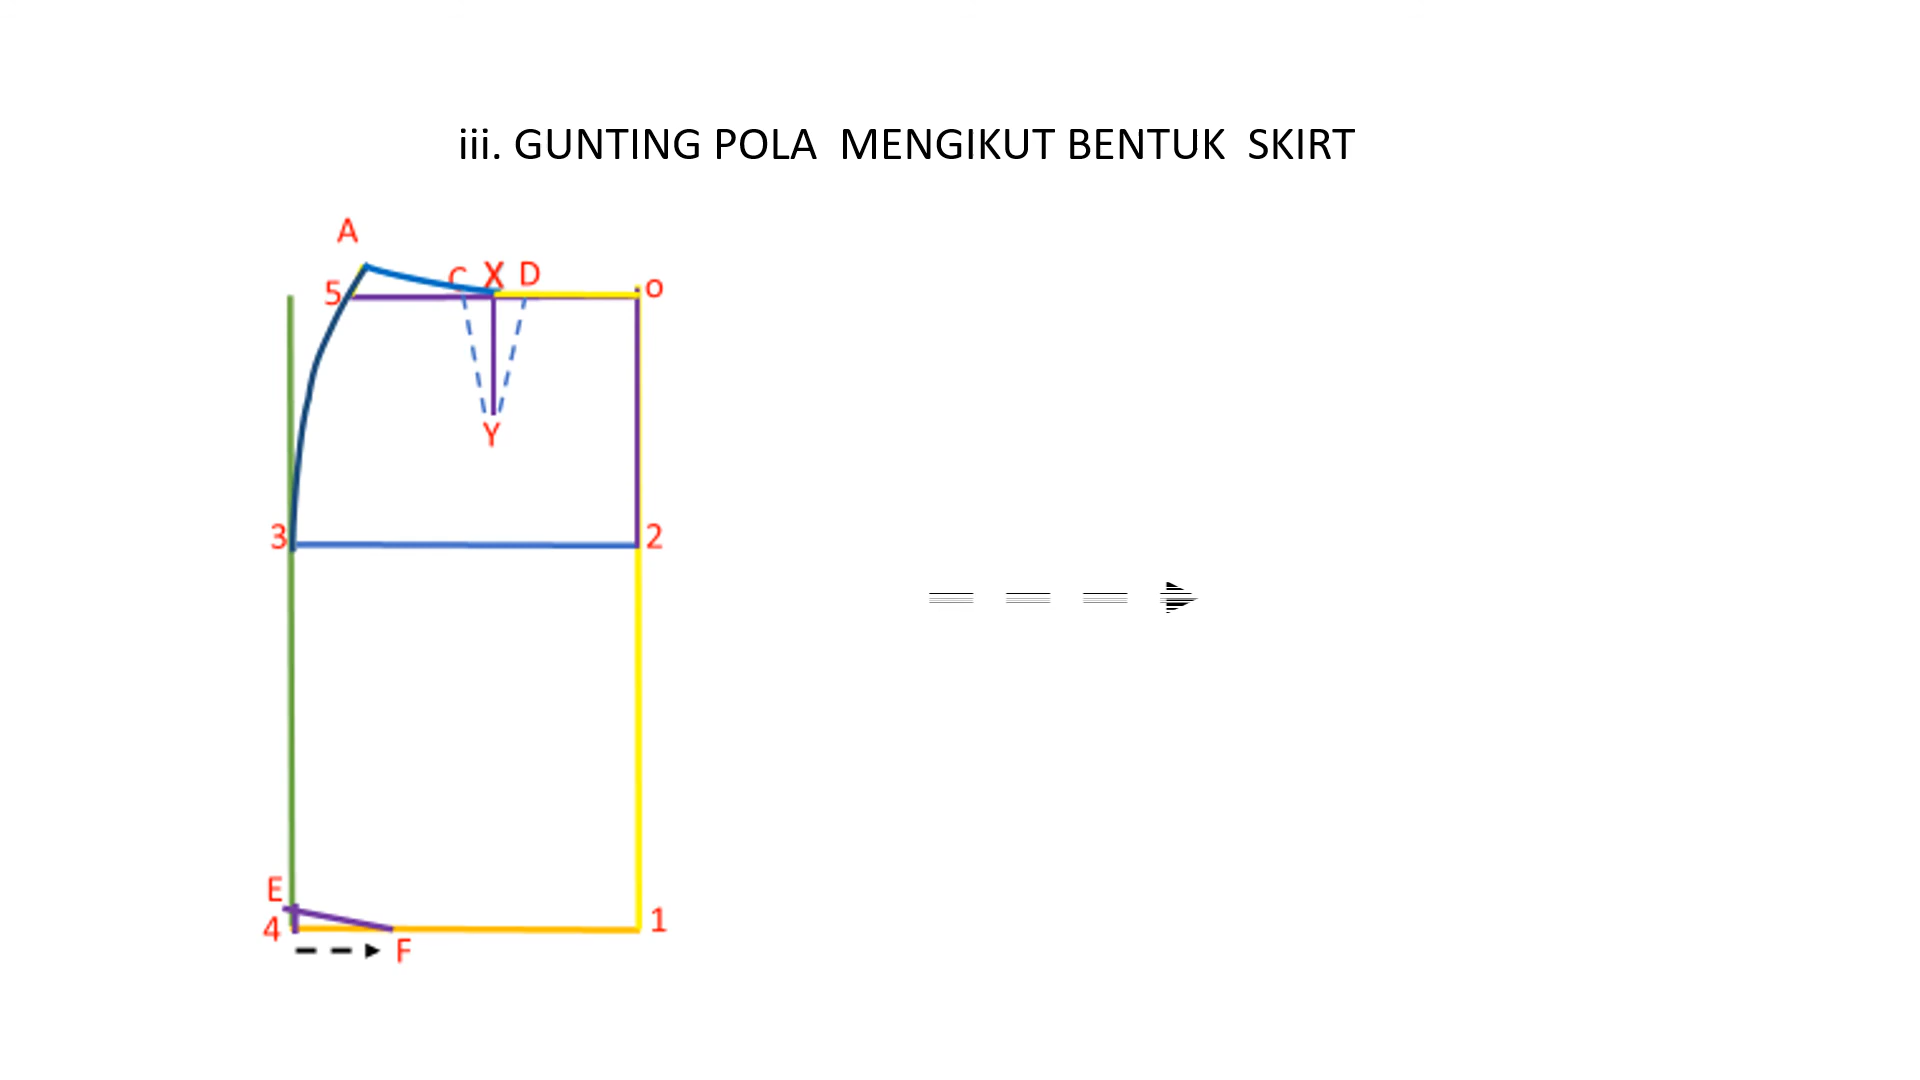 iii. GUNTING POLA  MENGIKUT BENTUK  SKIRT
A
5 C X D o
Y
3 2
E
4 1
F